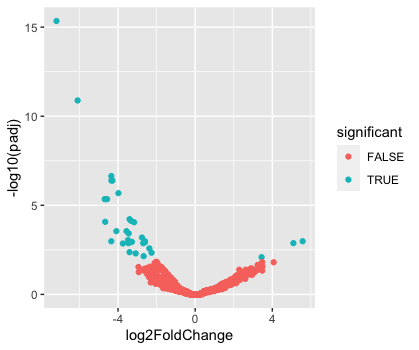 15
10
5
0
-log10(padj)
-4
0
4
log2FoldChange
significant
FALSE
TRUE